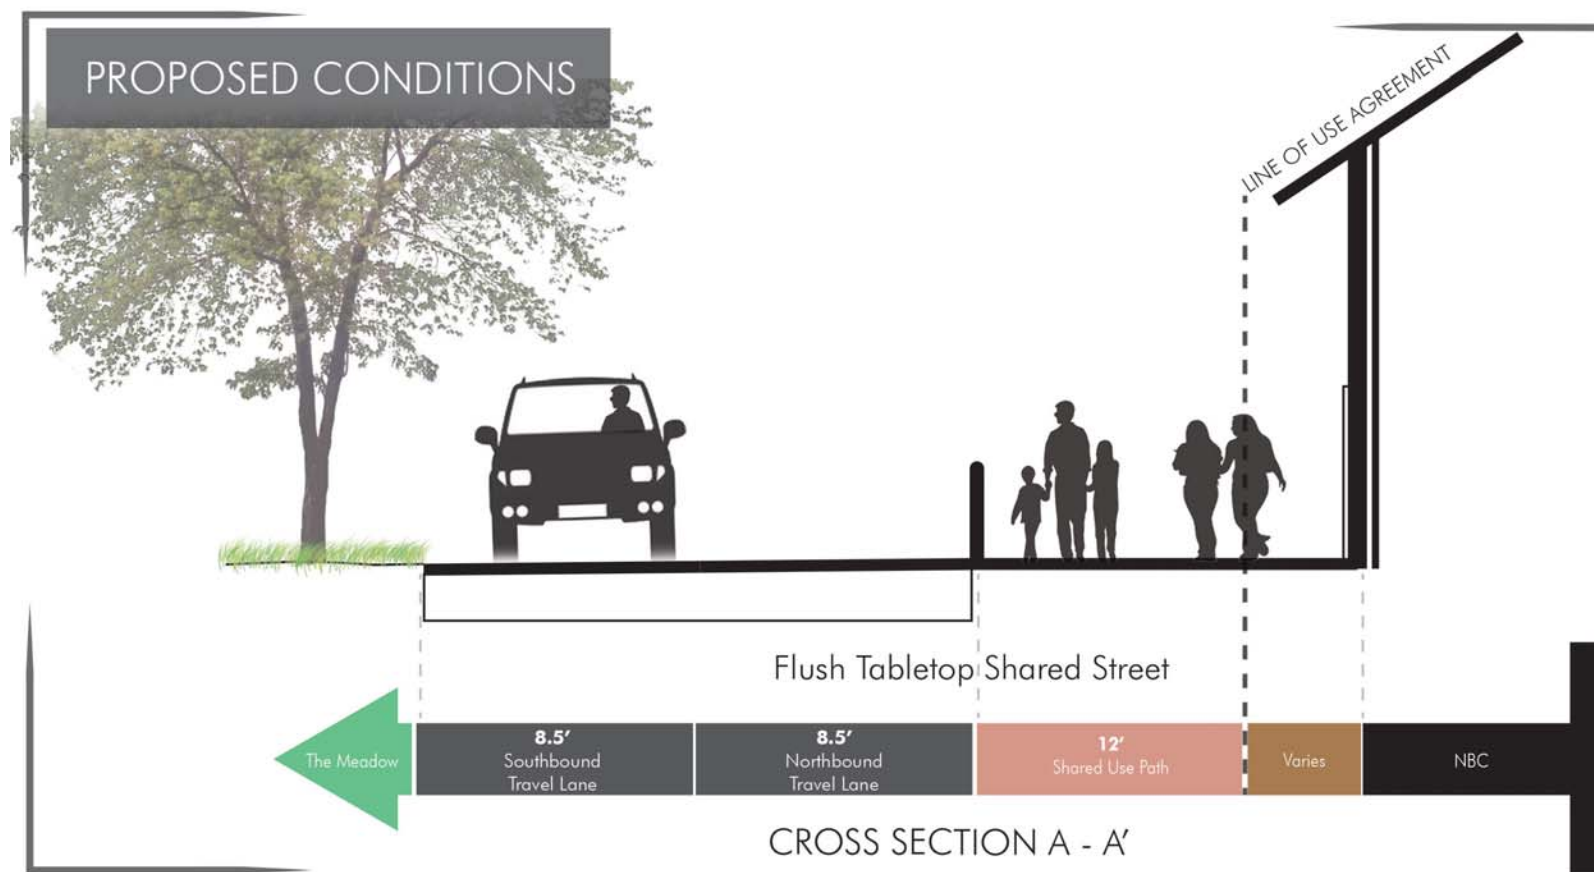 PROPOSED CONDITIONS
LINE OF USE AGREEMENT
Flush Tabletop Shared Street
The Meadow
8.5’
Southbound
Travel Lane
8.5’
Northbound
Travel Lane
12’
Shared Use Path
Varies
NBC
CROSS SECTION A - A’